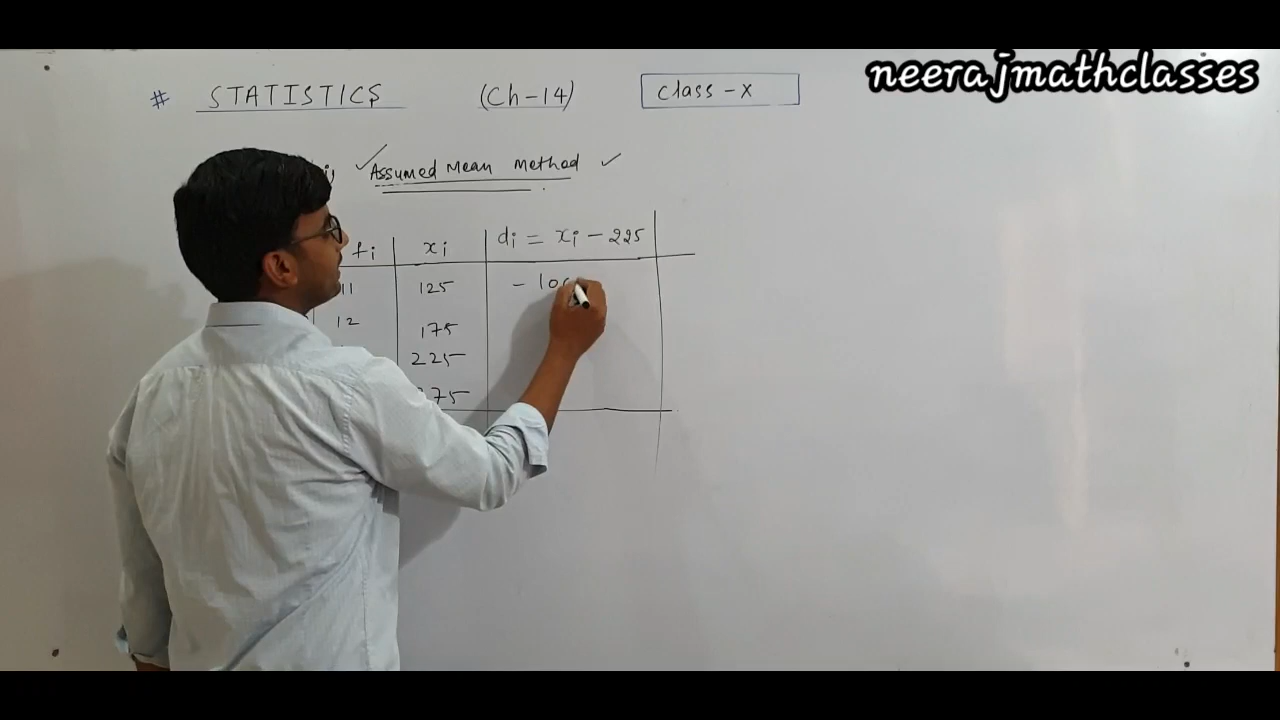 neerajmathclasses
# STATISTICS (Ch-14) Class-X
Assumed Mean Method
fi xi di = xi - 225
11 125 - 100
12 175
225
75